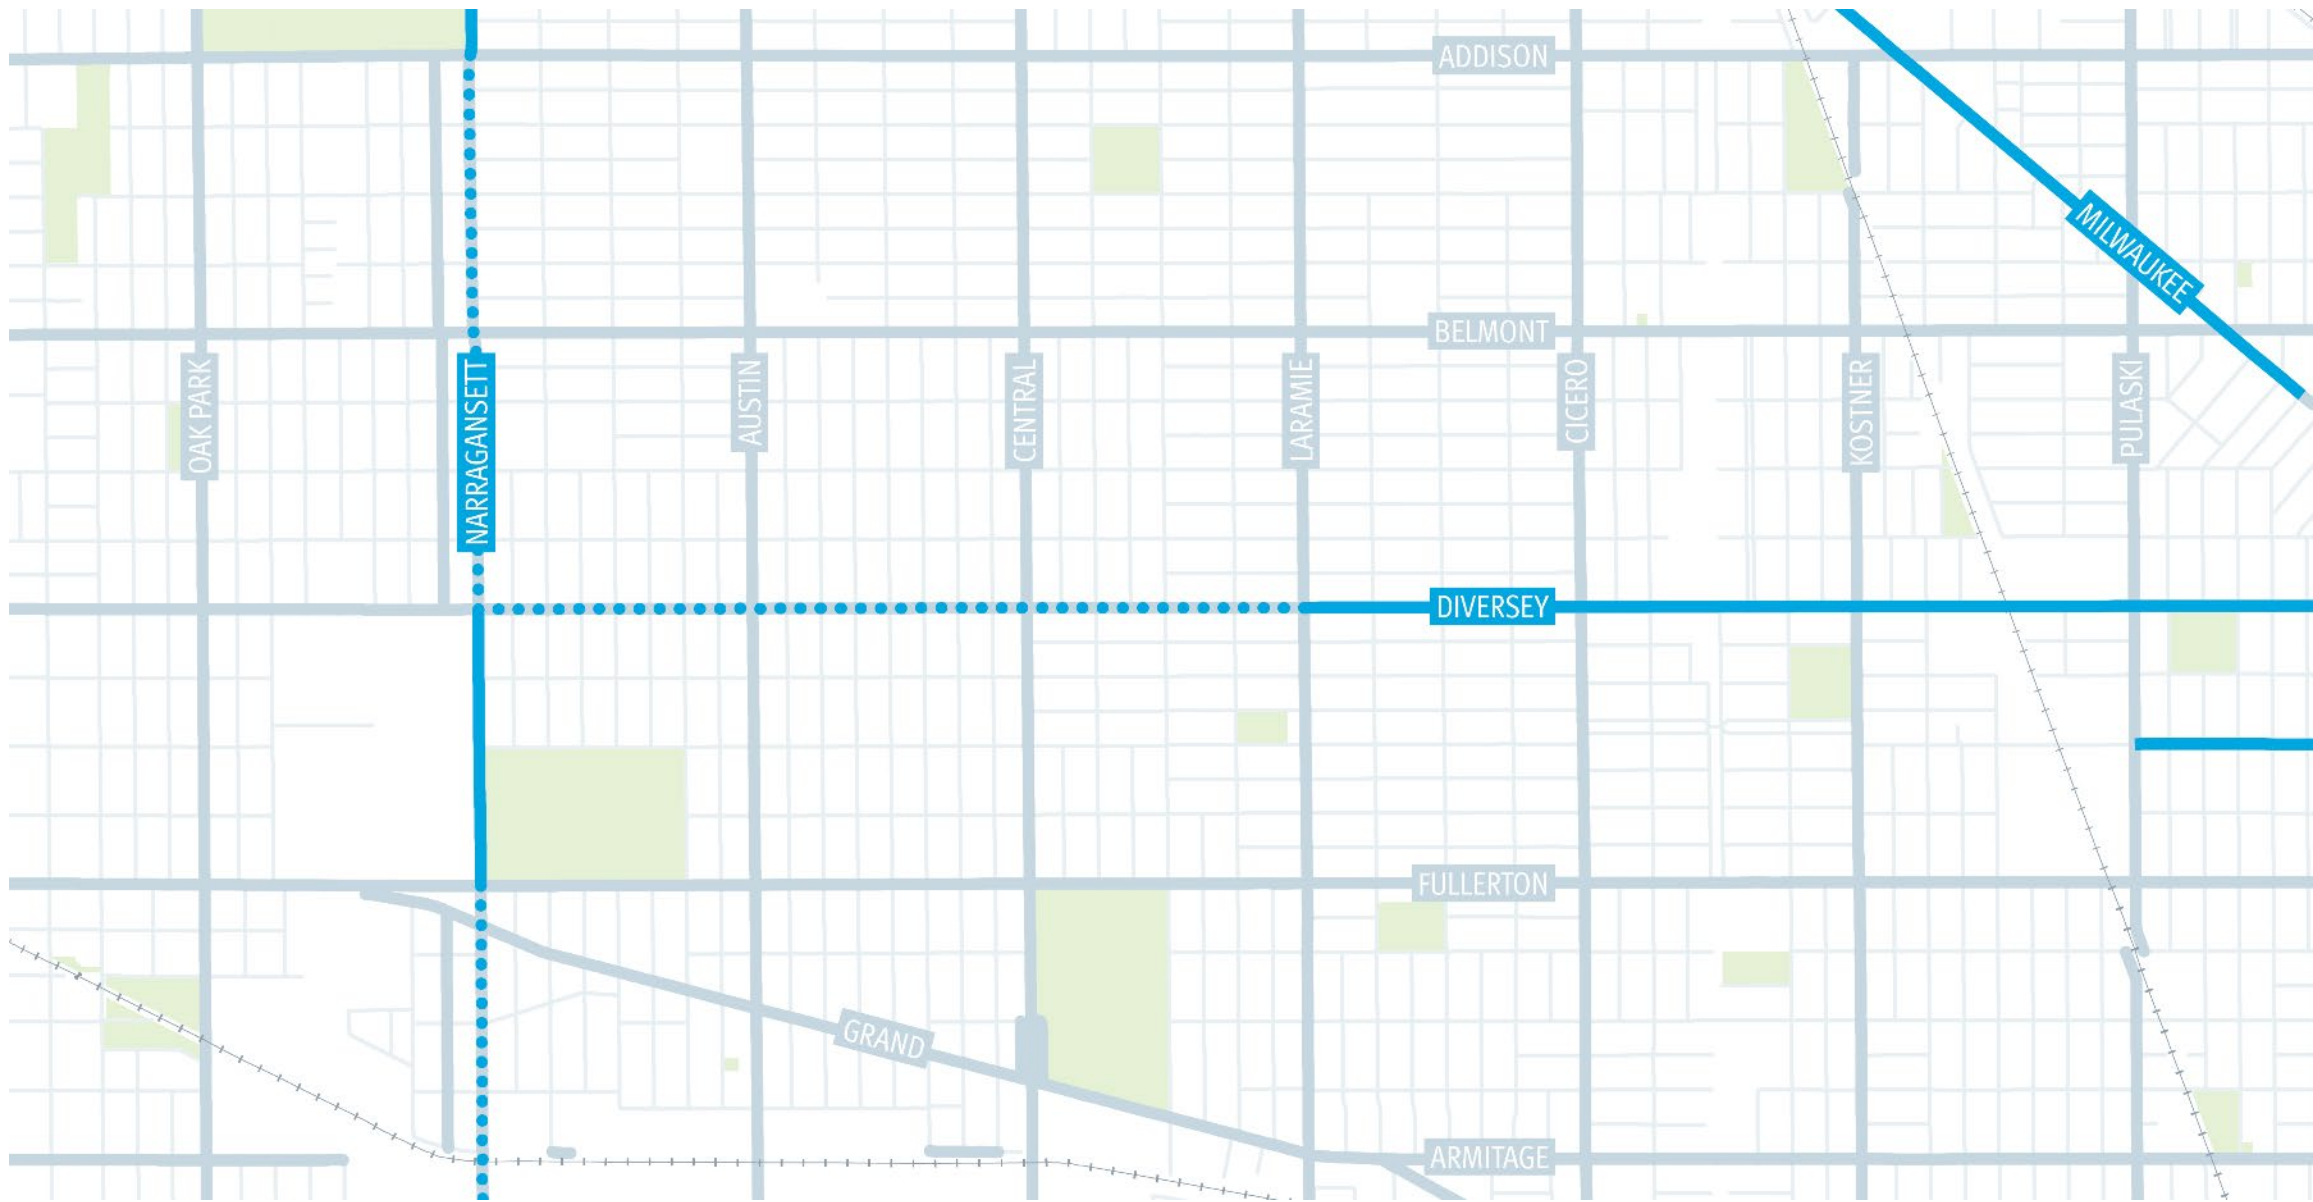 ADDISON
MILWAUKEE
BELMONT
OAK PARK
NARRAGANSETT
AUSTIN
CENTRAL
LARAMIE
CICERO
KOSTNER
PULASKI
DIVERSEY
FULLERTON
GRAND
ARMITAGE